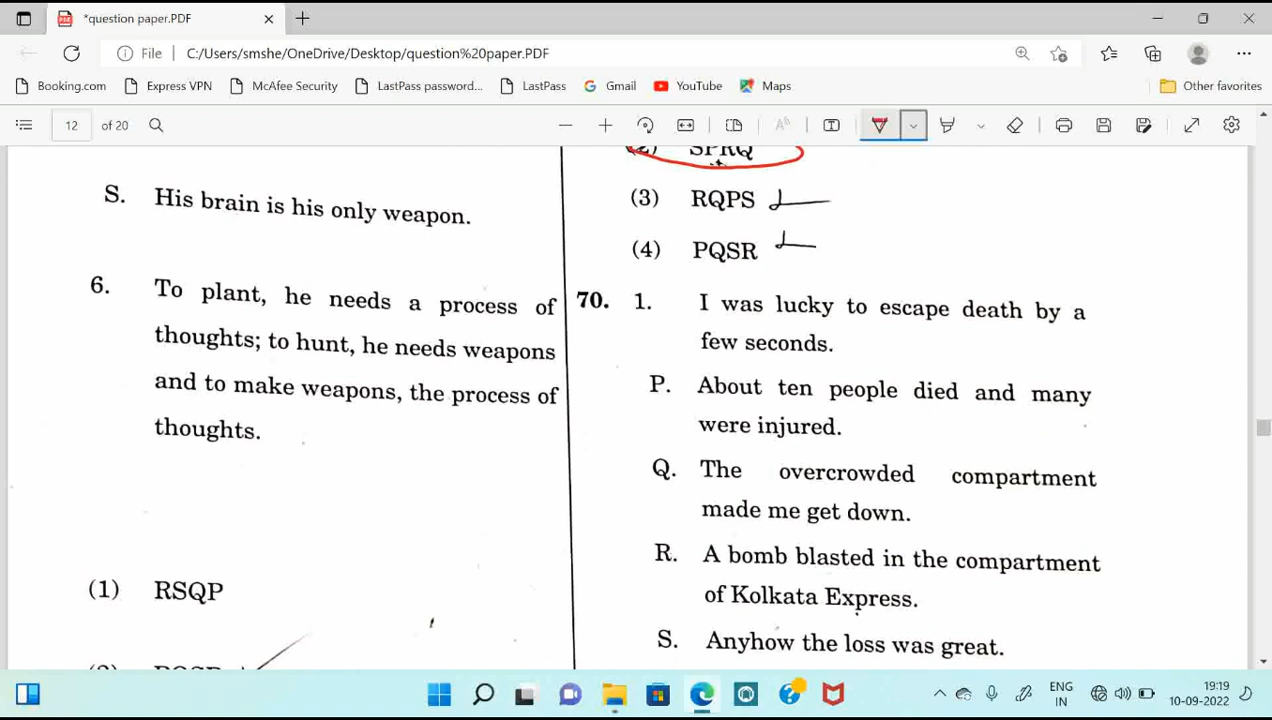 *question paper.PDF
File
C:/Users/smshe/OneDrive/Desktop/question%20paper.PDF
Booking.com
Express VPN
McAfee Security
LastPass password...
LastPass
Gmail
YouTube
Maps
Other favorites
12 of 20
S. His brain is his only weapon.
6. To plant, he needs a process of
thoughts; to hunt, he needs weapons
and to make weapons, the process of
thoughts.
(1) RSQP
(2) SPRQ
(3) RQPS
(4) PQSR
70. 1. I was lucky to escape death by a
few seconds.
P. About ten people died and many
were injured.
Q. The overcrowded compartment
made me get down.
R. A bomb blasted in the compartment
of Kolkata Express.
S. Anyhow the loss was great.
ENG
IN
19:19
10-09-2022